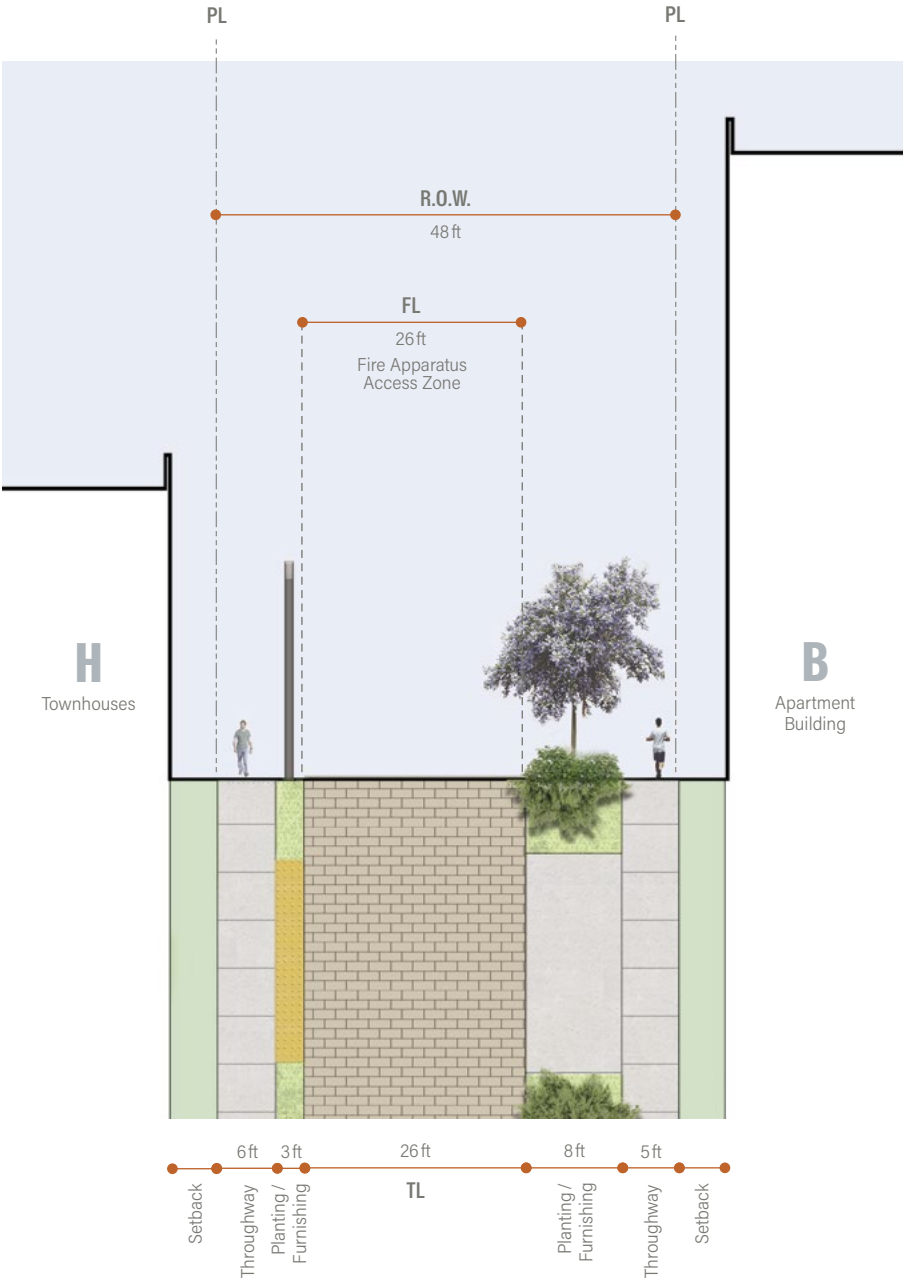 PL
PL
R.O.W.
48 ft
FL
26 ft
Fire Apparatus
Access Zone
H
Townhouses
B
Apartment
Building
6 ft
3 ft
26 ft
8 ft
5 ft
Setback
Throughway
Planting /
Furnishing
TL
Planting /
Furnishing
Throughway
Setback